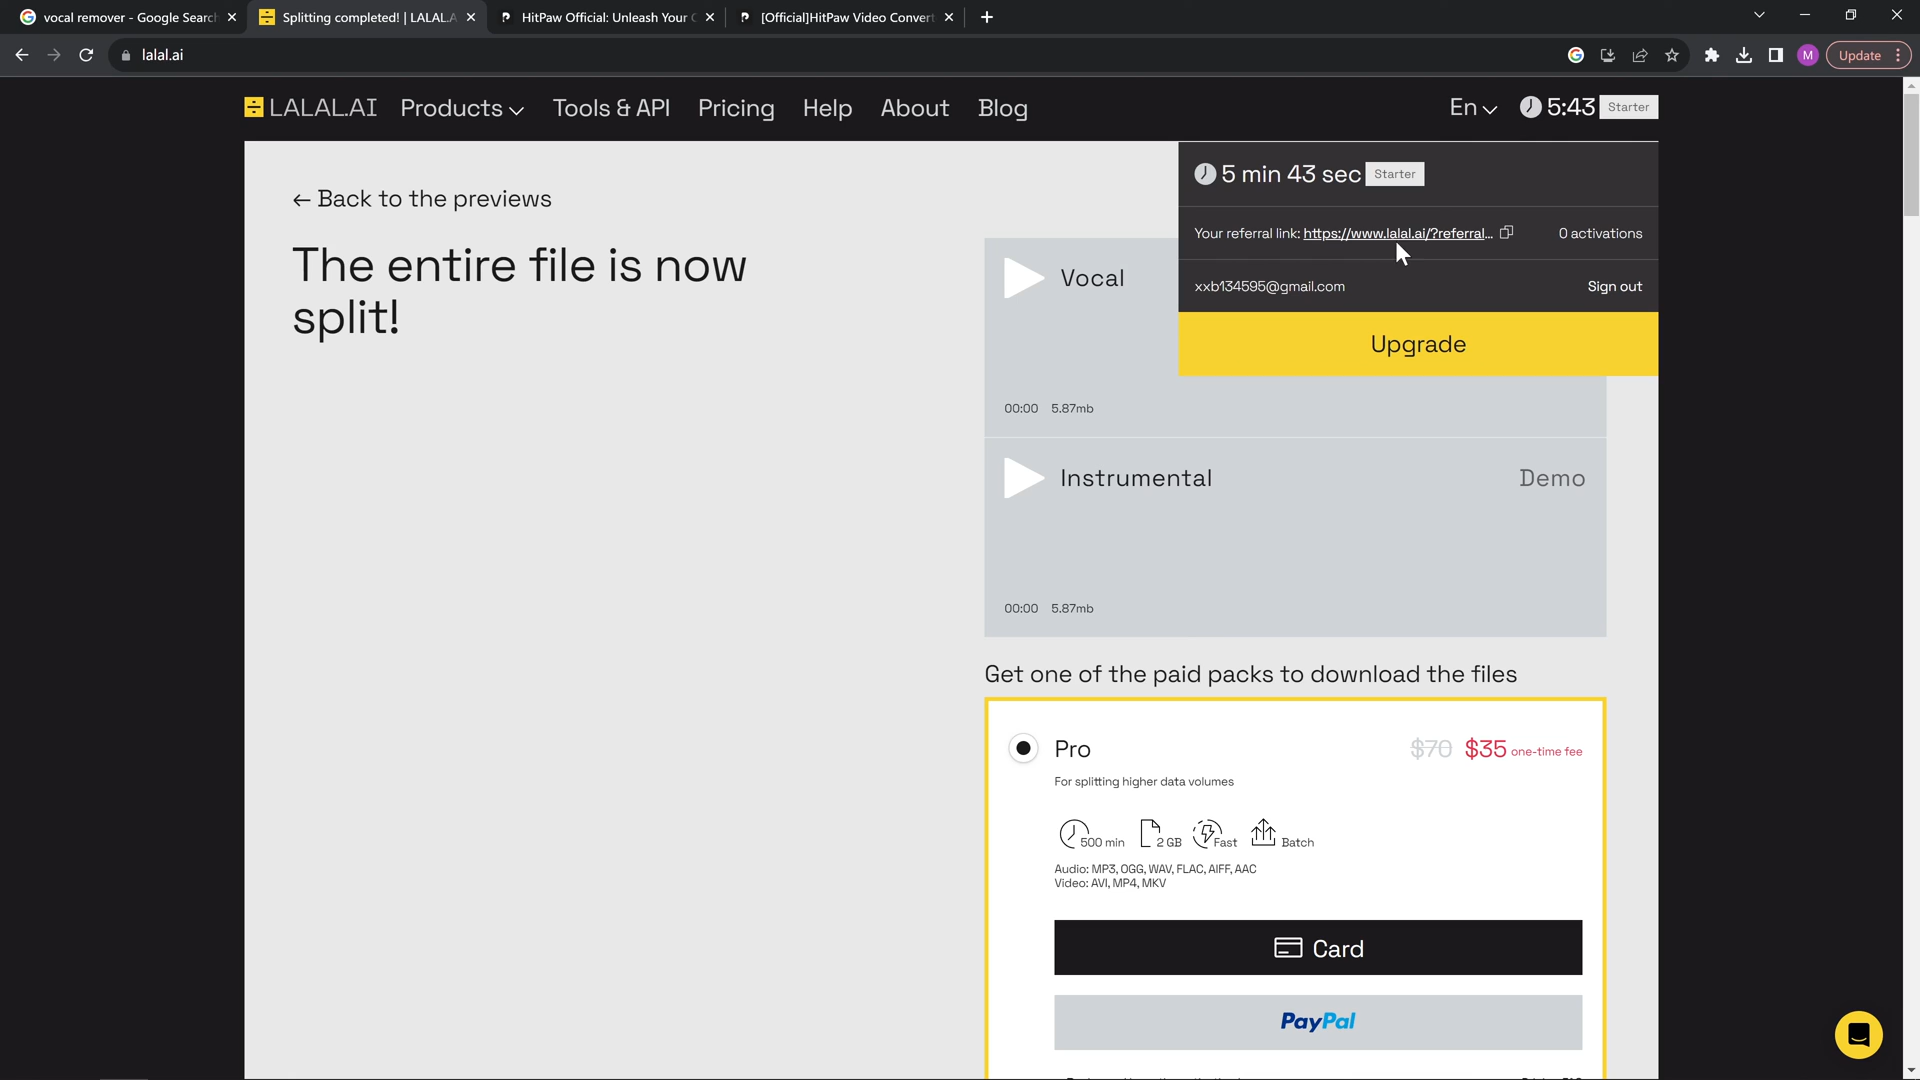 vocal remover - Google Search
Splitting completed! | LALAL.A
HitPaw Official: Unleash Your C
[Official]HitPaw Video Convert
lalal.ai
M
Update
LALAL.AI
Products
Tools & API
Pricing
Help
About
Blog
En
5:43
Starter
5 min 43 sec
Starter
Your referral link: https://www.lalal.ai/?referral...
0 activations
xxb134595@gmail.com
Sign out
Upgrade
← Back to the previews
The entire file is now
split!
Vocal
00:00 5.87mb
Instrumental
Demo
00:00 5.87mb
Get one of the paid packs to download the files
Pro
$70 $35 one-time fee
For splitting higher data volumes
500 min
2 GB
Fast
Batch
Audio: MP3, OGG, WAV, FLAC, AIFF, AAC
Video: AVI, MP4, MKV
Card
PayPal